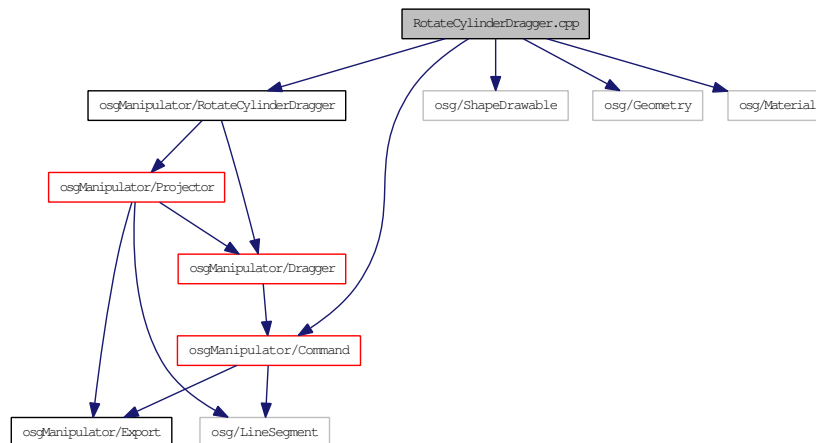 RotateCylinderDragger.cpp
osgManipulator/RotateCylinderDragger
osg/ShapeDrawable
osg/Geometry
osg/Material
osgManipulator/Projector
osgManipulator/Dragger
osgManipulator/Command
osgManipulator/Export
osg/LineSegment